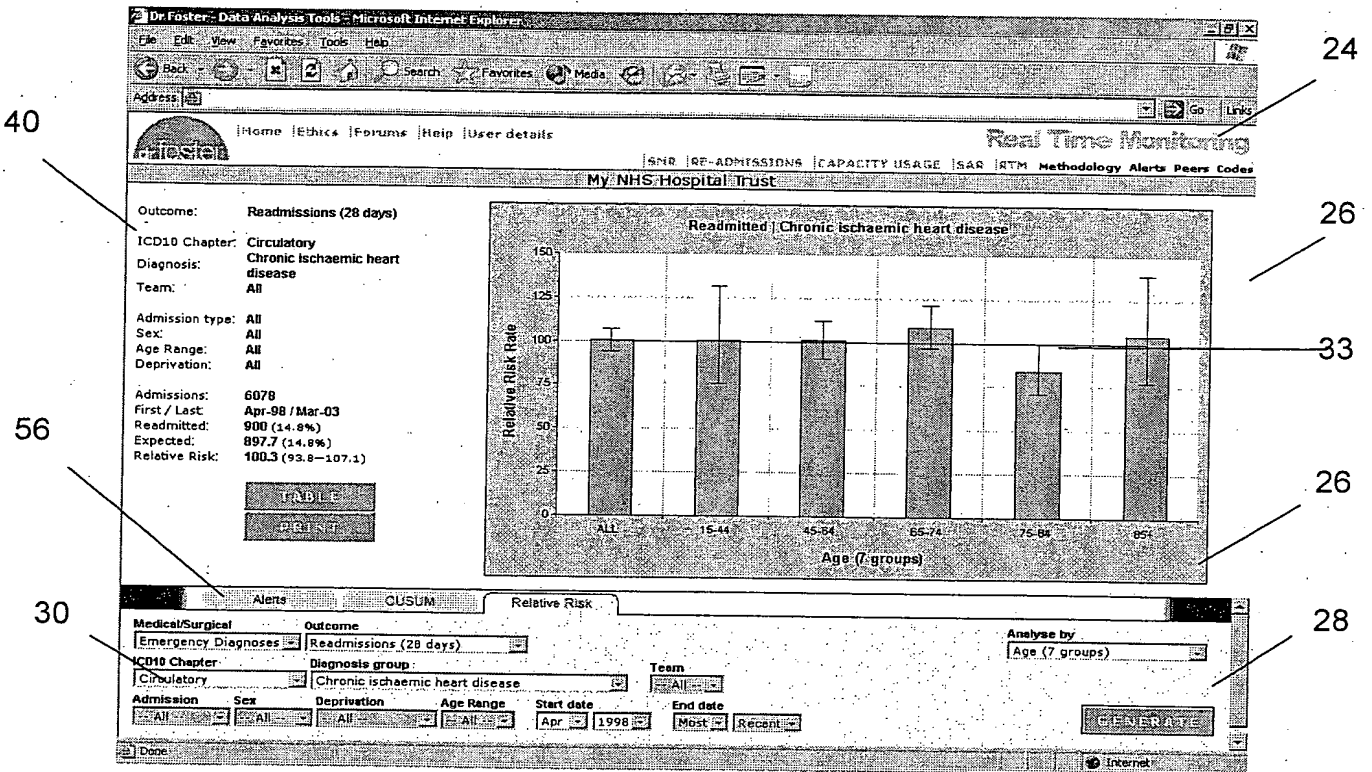 Dr Foster - Data Analysis Tools - Microsoft Internet Explorer
File Edit View Favorites Tools Help
Back Search Favorites Media
Address Go Links
24
40
dr foster
Home |Ethics |Forums |Help |User details
Real Time Monitoring
|SMR |RE-ADMISSIONS |CAPACITY USAGE |SAR |RTM Methodology Alerts Peers Codes
My NHS Hospital Trust
Outcome: Readmissions (28 days)
ICD10 Chapter: Circulatory
Diagnosis: Chronic ischaemic heart
disease
Team: All
Admission type: All
Sex: All
Age Range: All
Deprivation: All
Admissions: 6078
First / Last: Apr-98 / Mar-03
Readmitted: 900 (14.8%)
Expected: 897.7 (14.8%)
Relative Risk: 100.3 (93.8—107.1)
TABLE
PRINT
Readmitted | Chronic ischaemic heart disease
26
150
125
100
75
50
25
0
Relative Risk Rate
33
ALL 15-44 45-64 65-74 75-84 85+
Age (7 groups)
26
56
Alerts CUSUM Relative Risk
30
28
Medical/Surgical Outcome Analyse by
Emergency Diagnoses Readmissions (28 days) Age (7 groups)
ICD10 Chapter Diagnosis group Team
Circulatory Chronic ischaemic heart disease -- All --
Admission Sex Deprivation Age Range Start date End date
-- All -- -- All -- -- All -- -- All -- Apr 1998 Most Recent
GENERATE
Done Internet